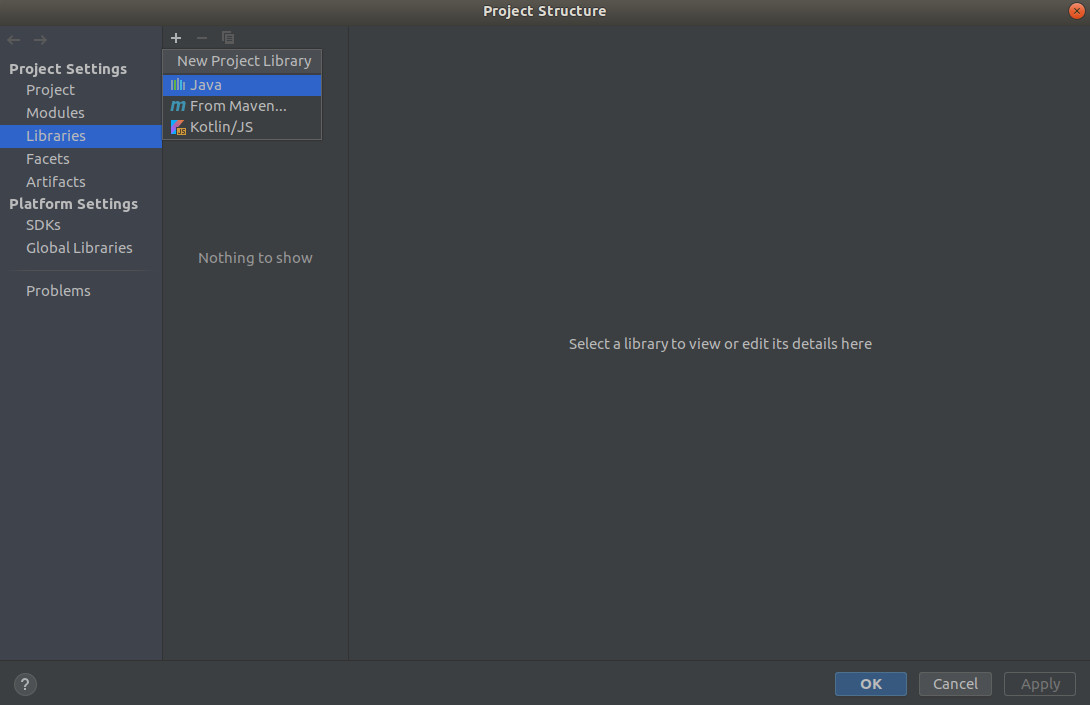 Project Structure
Project Settings
Project
Modules
Libraries
Facets
Artifacts
Platform Settings
SDKs
Global Libraries
Problems
New Project Library
Java
m From Maven...
JS Kotlin/JS
Nothing to show
Select a library to view or edit its details here
?
OK Cancel Apply